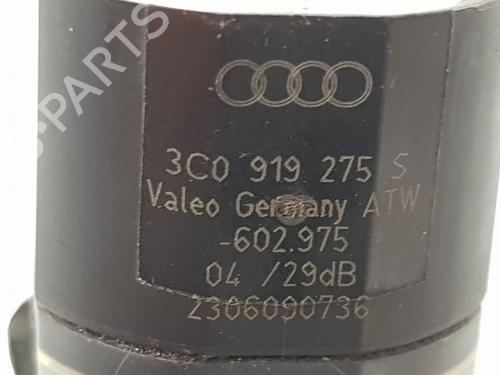 3C0 919 275 S
Valeo Germany ATW
-602.975
04 /29dB
2306090736
B-PARTS